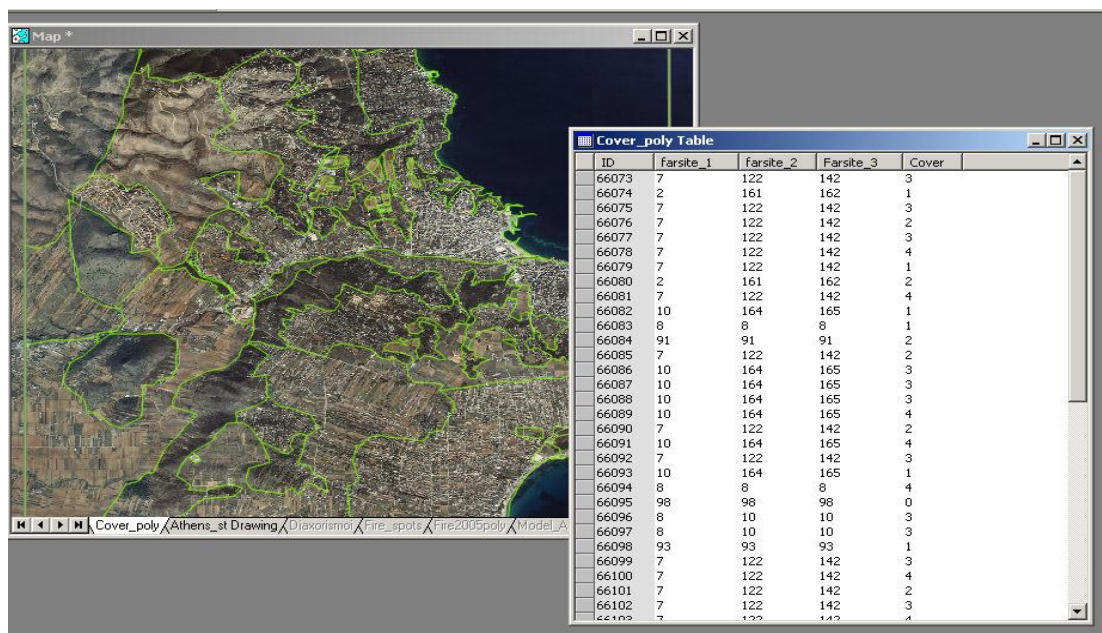 Map *
Cover_poly Athens_st Drawing Diaxorismoi Fire_spots Fire2005poly Model_A
Cover_poly Table
ID farsite_1 farsite_2 Farsite_3 Cover
66073 7 122 142 3
66074 2 161 162 1
66075 7 122 142 3
66076 7 122 142 2
66077 7 122 142 3
66078 7 122 142 4
66079 7 122 142 1
66080 2 161 162 2
66081 7 122 142 4
66082 10 164 165 1
66083 8 8 8 1
66084 91 91 91 2
66085 7 122 142 2
66086 10 164 165 3
66087 10 164 165 3
66088 10 164 165 3
66089 10 164 165 4
66090 7 122 142 2
66091 10 164 165 4
66092 7 122 142 3
66093 10 164 165 1
66094 8 8 8 4
66095 98 98 98 0
66096 8 10 10 3
66097 8 10 10 3
66098 93 93 93 1
66099 7 122 142 3
66100 7 122 142 4
66101 7 122 142 2
66102 7 122 142 3
66103 7 122 142 4